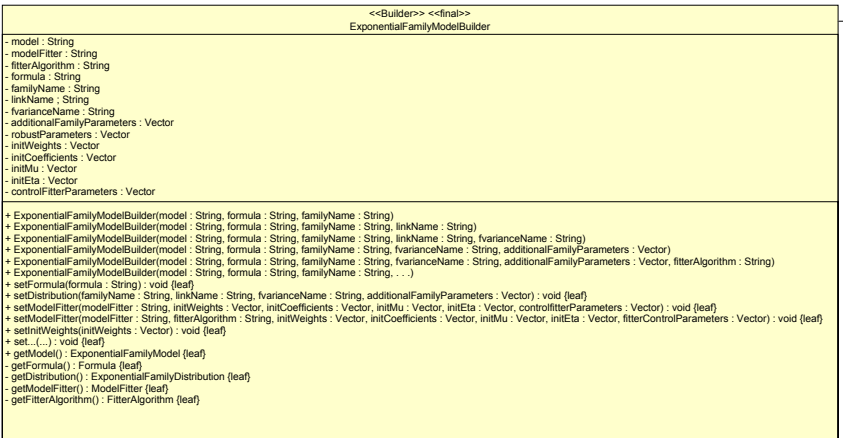 <<Builder>> <<final>>
ExponentialFamilyModelBuilder
- model : String
- modelFitter : String
- fitterAlgorithm : String
- formula : String
- familyName : String
- linkName ; String
- fvarianceName : String
- additionalFamilyParameters : Vector
- robustParameters : Vector
- initWeights : Vector
- initCoefficients : Vector
- initMu : Vector
- initEta : Vector
- controlFitterParameters : Vector
+ ExponentialFamilyModelBuilder(model : String, formula : String, familyName : String)
+ ExponentialFamilyModelBuilder(model : String, formula : String, familyName : String, linkName : String)
+ ExponentialFamilyModelBuilder(model : String, formula : String, familyName : String, linkName : String, fvarianceName : String)
+ ExponentialFamilyModelBuilder(model : String, formula : String, familyName : String, fvarianceName : String, additionalFamilyParameters : Vector)
+ ExponentialFamilyModelBuilder(model : String, formula : String, familyName : String, fvarianceName : String, additionalFamilyParameters : Vector, fitterAlgorithm : String)
+ ExponentialFamilyModelBuilder(model : String, formula : String, familyName : String, . . .)
+ setFormula(formula : String) : void {leaf}
+ setDistribution(familyName : String, linkName : String, fvarianceName : String, additionalFamilyParameters : Vector) : void {leaf}
+ setModelFitter(modelFitter : String, initWeights : Vector, initCoefficients : Vector, initMu : Vector, initEta : Vector, controlfitterParameters : Vector) : void {leaf}
+ setModelFitter(modelFitter : String, fitterAlgorithm : String, initWeights : Vector, initCoefficients : Vector, initMu : Vector, initEta : Vector, fitterControlParameters : Vector) : void {leaf}
+ setInitWeights(initWeights : Vector) : void {leaf}
+ set...(...) : void {leaf}
+ getModel() : ExponentialFamilyModel {leaf}
- getFormula() : Formula {leaf}
- getDistribution() : ExponentialFamilyDistribution {leaf}
- getModelFitter() : ModelFitter {leaf}
- getFitterAlgorithm() : FitterAlgorithm {leaf}